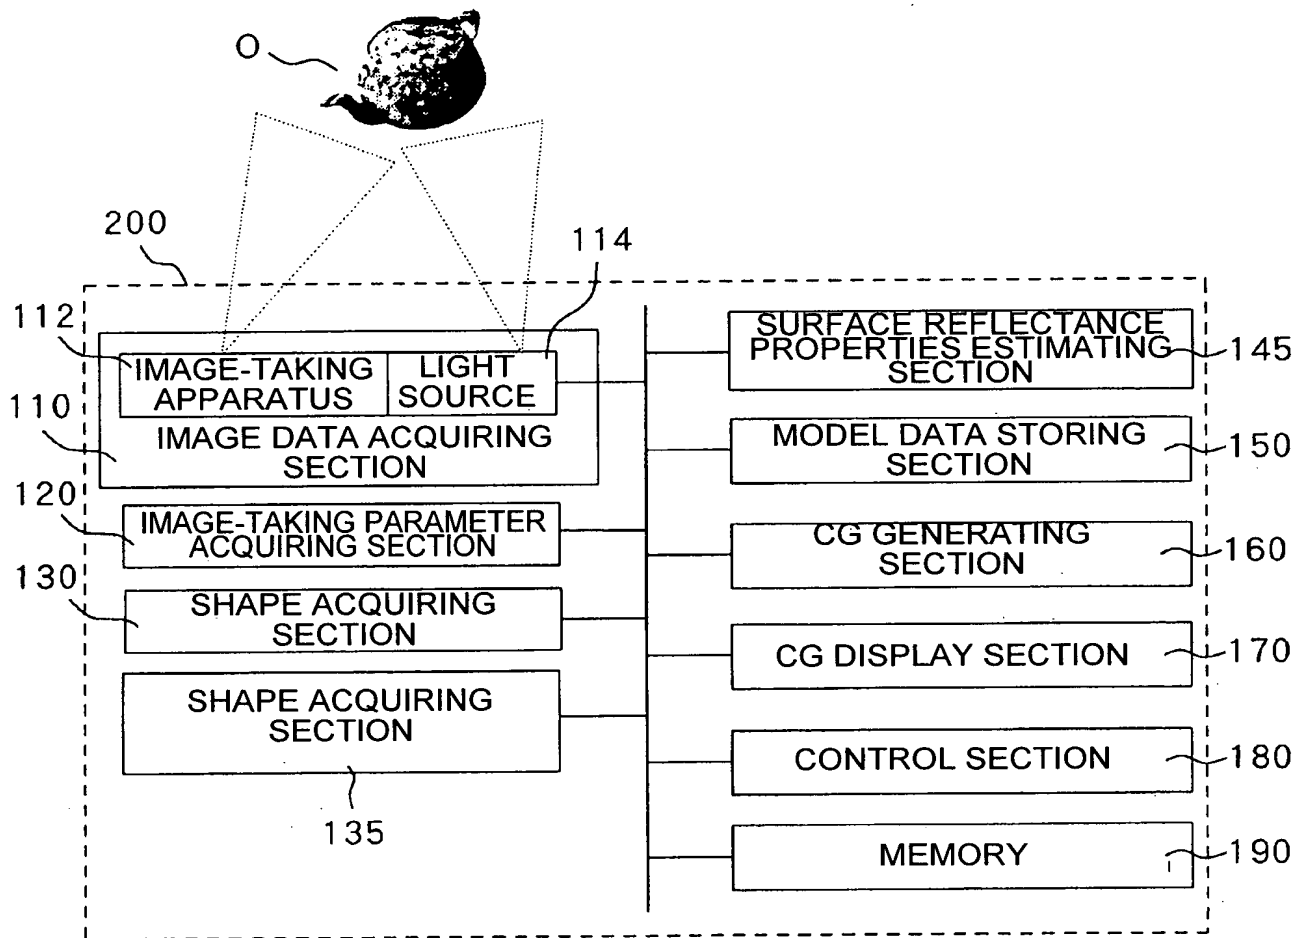 O
200
114
112
IMAGE-TAKING
APPARATUS
LIGHT
SOURCE
110
IMAGE DATA ACQUIRING
SECTION
120
IMAGE-TAKING PARAMETER
ACQUIRING SECTION
130
SHAPE ACQUIRING
SECTION
SHAPE ACQUIRING
SECTION
135
SURFACE REFLECTANCE
PROPERTIES ESTIMATING
SECTION
145
MODEL DATA STORING
SECTION
150
CG GENERATING
SECTION
160
CG DISPLAY SECTION
170
CONTROL SECTION
180
MEMORY
190